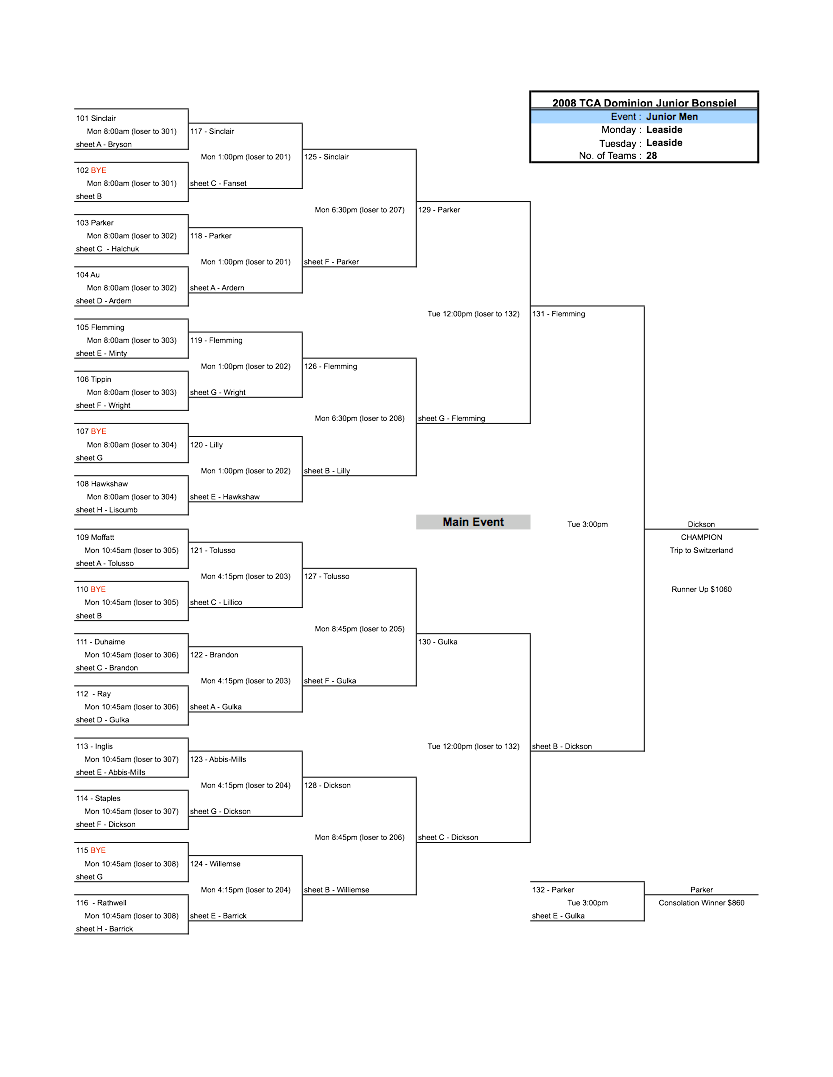 2008 TCA Dominion Junior Bonspiel
Event : Junior Men
Monday : Leaside
Tuesday : Leaside
No. of Teams : 28
101 Sinclair
Mon 8:00am (loser to 301)
sheet A - Bryson
102 BYE
Mon 8:00am (loser to 301)
sheet B
103 Parker
Mon 8:00am (loser to 302)
sheet C - Halchuk
104 Au
Mon 8:00am (loser to 302)
sheet D - Ardern
105 Flemming
Mon 8:00am (loser to 303)
sheet E - Minty
106 Tippin
Mon 8:00am (loser to 303)
sheet F - Wright
107 BYE
Mon 8:00am (loser to 304)
sheet G
108 Hawkshaw
Mon 8:00am (loser to 304)
sheet H - Liscumb
109 Moffatt
Mon 10:45am (loser to 305)
sheet A - Tolusso
110 BYE
Mon 10:45am (loser to 305)
sheet B
111 - Duhaime
Mon 10:45am (loser to 306)
sheet C - Brandon
112 - Ray
Mon 10:45am (loser to 306)
sheet D - Gulka
113 - Inglis
Mon 10:45am (loser to 307)
sheet E - Abbis-Mills
114 - Staples
Mon 10:45am (loser to 307)
sheet F - Dickson
115 BYE
Mon 10:45am (loser to 308)
sheet G
116 - Rathwell
Mon 10:45am (loser to 308)
sheet H - Barrick
117 - Sinclair
Mon 1:00pm (loser to 201)
sheet C - Fanset
118 - Parker
Mon 1:00pm (loser to 201)
sheet A - Ardern
119 - Flemming
Mon 1:00pm (loser to 202)
sheet G - Wright
120 - Lilly
Mon 1:00pm (loser to 202)
sheet E - Hawkshaw
121 - Tolusso
Mon 4:15pm (loser to 203)
sheet C - Lillico
122 - Brandon
Mon 4:15pm (loser to 203)
sheet A - Gulka
123 - Abbis-Mills
Mon 4:15pm (loser to 204)
sheet G - Dickson
124 - Willemse
Mon 4:15pm (loser to 204)
sheet E - Barrick
125 - Sinclair
Mon 6:30pm (loser to 207)
sheet F - Parker
126 - Flemming
Mon 6:30pm (loser to 208)
sheet B - Lilly
127 - Tolusso
Mon 8:45pm (loser to 205)
sheet F - Gulka
128 - Dickson
Mon 8:45pm (loser to 206)
sheet B - Williemse
129 - Parker
Tue 12:00pm (loser to 132)
sheet G - Flemming
Main Event
130 - Gulka
Tue 12:00pm (loser to 132)
sheet C - Dickson
131 - Flemming
Tue 3:00pm
sheet B - Dickson
Dickson
CHAMPION
Trip to Switzerland
Runner Up $1060
132 - Parker
Tue 3:00pm
sheet E - Gulka
Parker
Consolation Winner $860